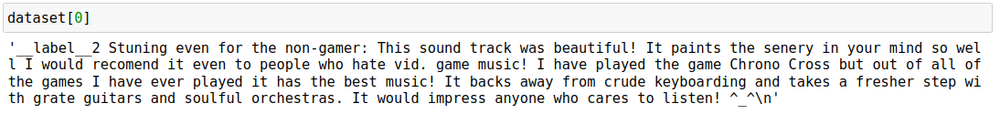 dataset[0]
'__label__2 Stuning even for the non-gamer: This sound track was beautiful! It paints the senery in your mind so wel
l I would recomend it even to people who hate vid. game music! I have played the game Chrono Cross but out of all of
the games I have ever played it has the best music! It backs away from crude keyboarding and takes a fresher step wi
th grate guitars and soulful orchestras. It would impress anyone who cares to listen! ^_^\n'